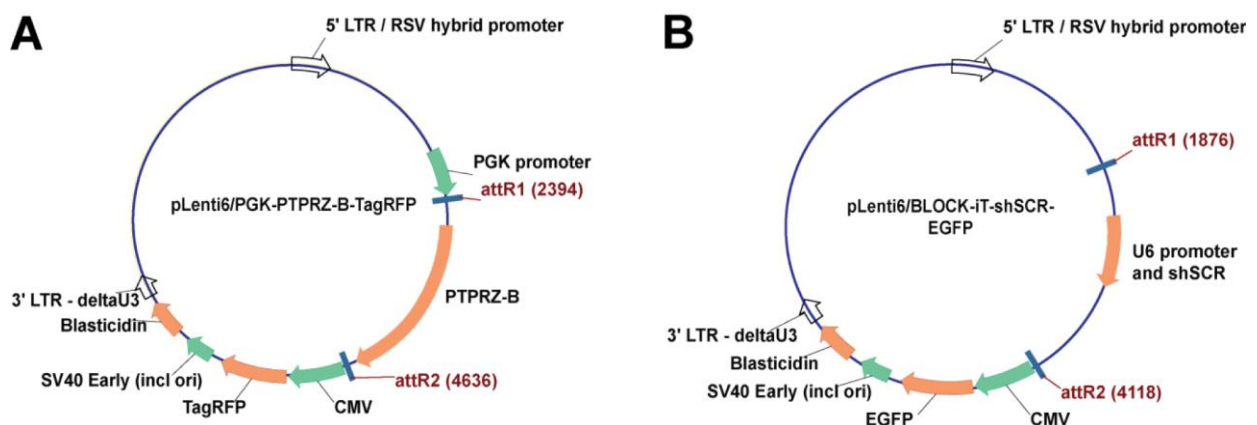 A
5' LTR / RSV hybrid promoter
PGK promoter
attR1 (2394)
pLenti6/PGK-PTPRZ-B-TagRFP
PTPRZ-B
3' LTR - deltaU3
Blasticidin
SV40 Early (incl ori)
attR2 (4636)
TagRFP
CMV
B
5' LTR / RSV hybrid promoter
attR1 (1876)
pLenti6/BLOCK-iT-shSCR-
EGFP
U6 promoter
and shSCR
3' LTR - deltaU3
Blasticidin
SV40 Early (incl ori)
attR2 (4118)
EGFP
CMV